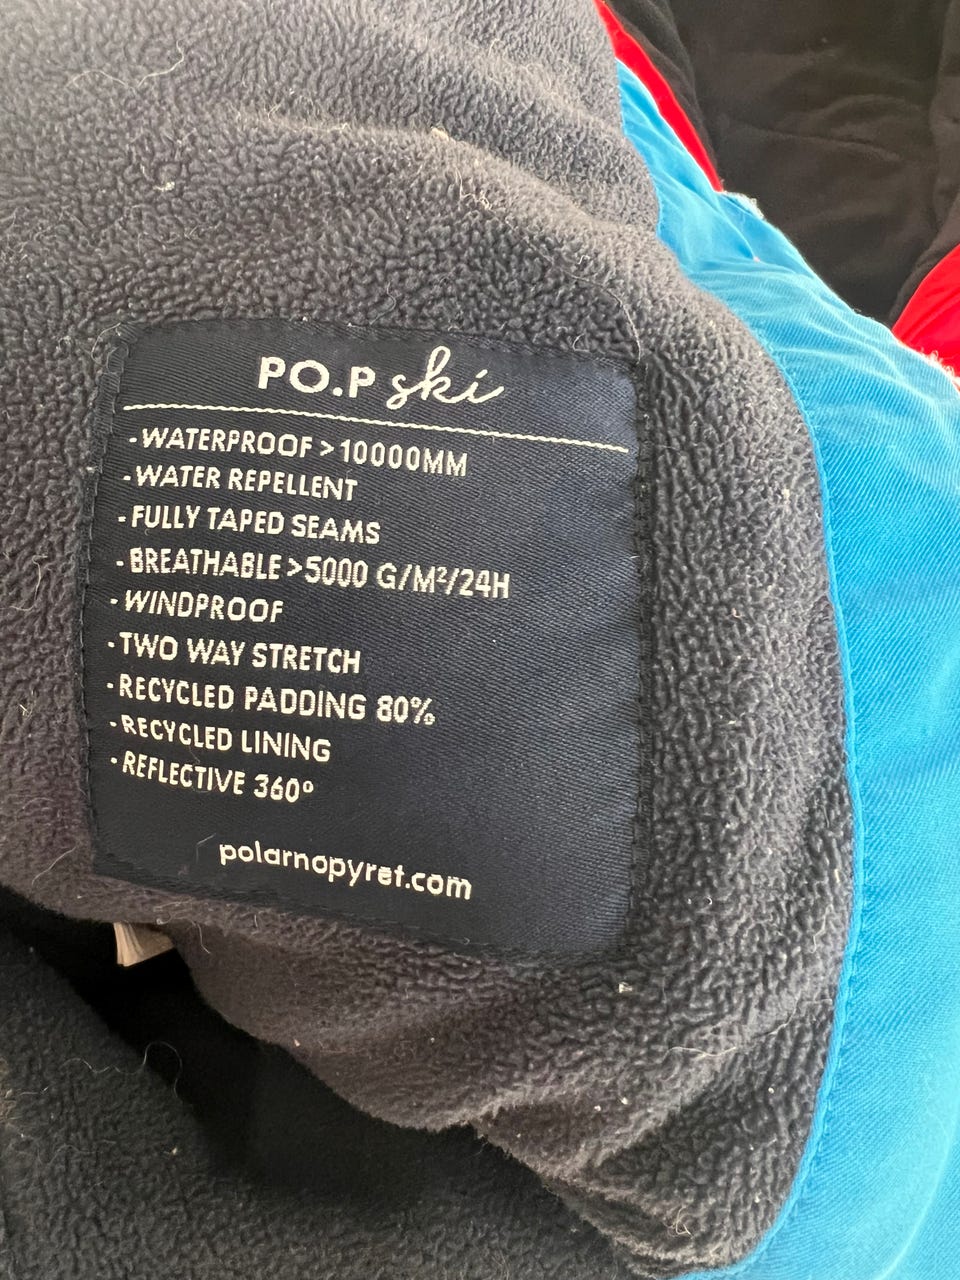 PO.P ski
- WATERPROOF > 10000MM
- WATER REPELLENT
- FULLY TAPED SEAMS
- BREATHABLE >5000 G/M²/24H
- WINDPROOF
- TWO WAY STRETCH
- RECYCLED PADDING 80%
- RECYCLED LINING
- REFLECTIVE 360°
polarnopyret.com